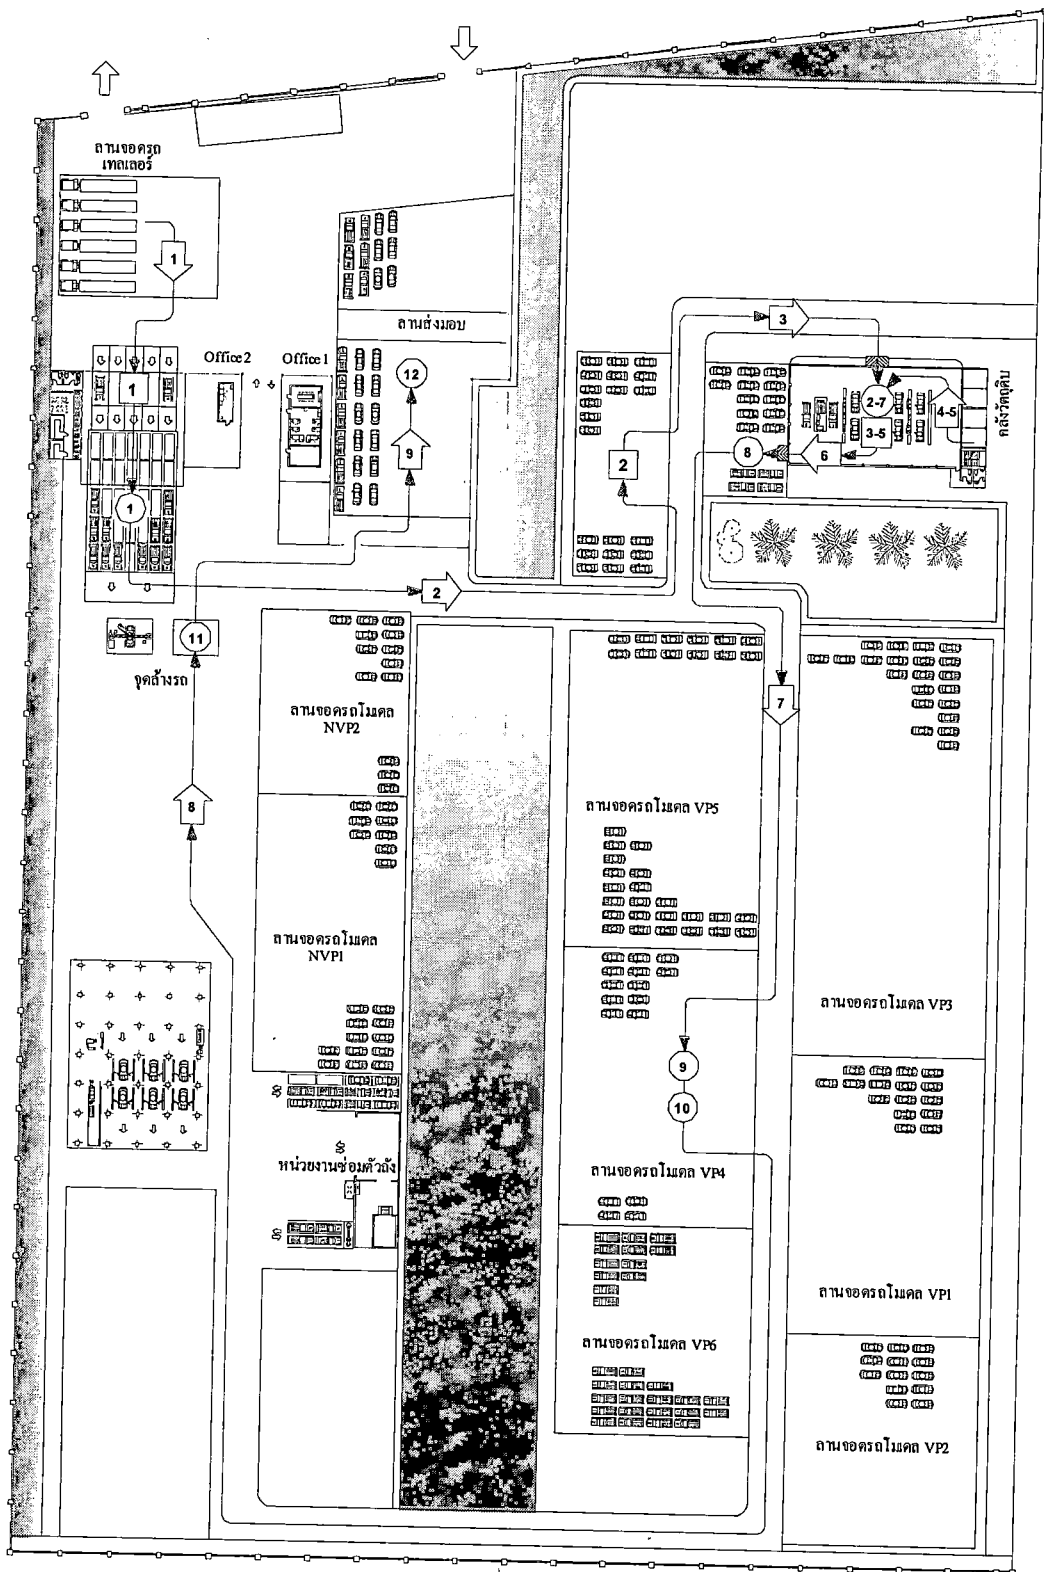 ลานจอดรถ
เทลเลอร์
1
ลานส่งมอบ
3
Office 2
Office 1
12
1
2-7
4-5
3-5
คลังวัตถุดิบ
9
2
8
6
1
2
11
จุดล้างรถ
7
ลานจอดรถโมเดล
NVP2
8
ลานจอดรถโมเดล VP5
ลานจอดรถโมเดล
NVP1
ลานจอดรถโมเดล VP3
9
10
หน่วยงานซ่อมตัวถัง
ลานจอดรถโมเดล VP4
ลานจอดรถโมเดล VP1
ลานจอดรถโมเดล VP6
ลานจอดรถโมเดล VP2